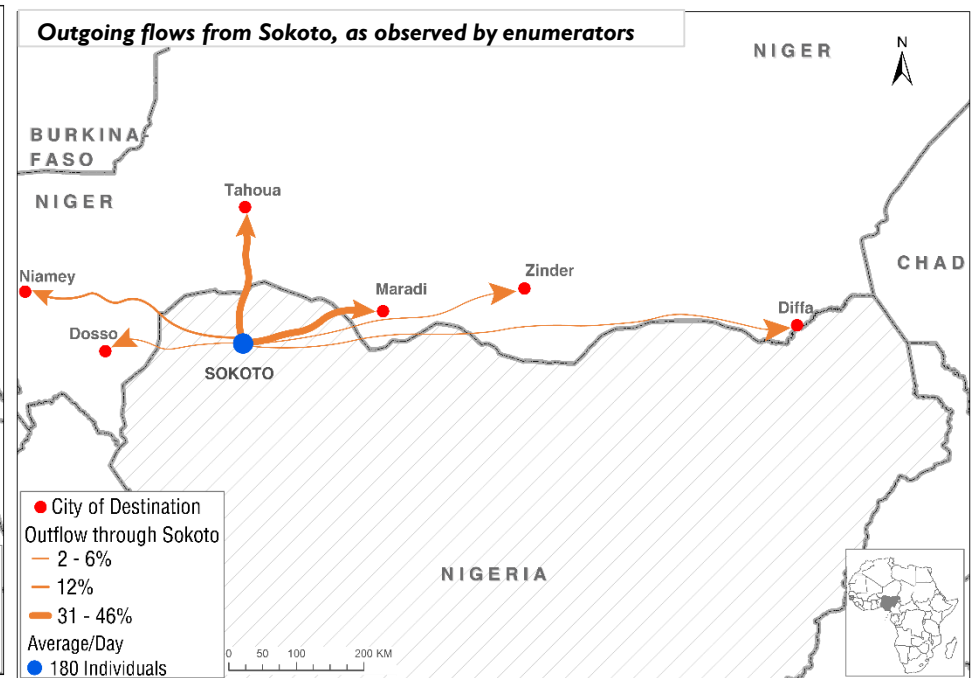 Outgoing flows from Sokoto, as observed by enumerators
NIGER
N
BURKINA
FASO
NIGER
Tahoua
CHAD
Niamey
Zinder
Maradi
Diffa
Dosso
SOKOTO
NIGERIA
City of Destination
Outflow through Sokoto
2 - 6%
12%
31 - 46%
Average/Day
180 Individuals
0 50 100 200 KM